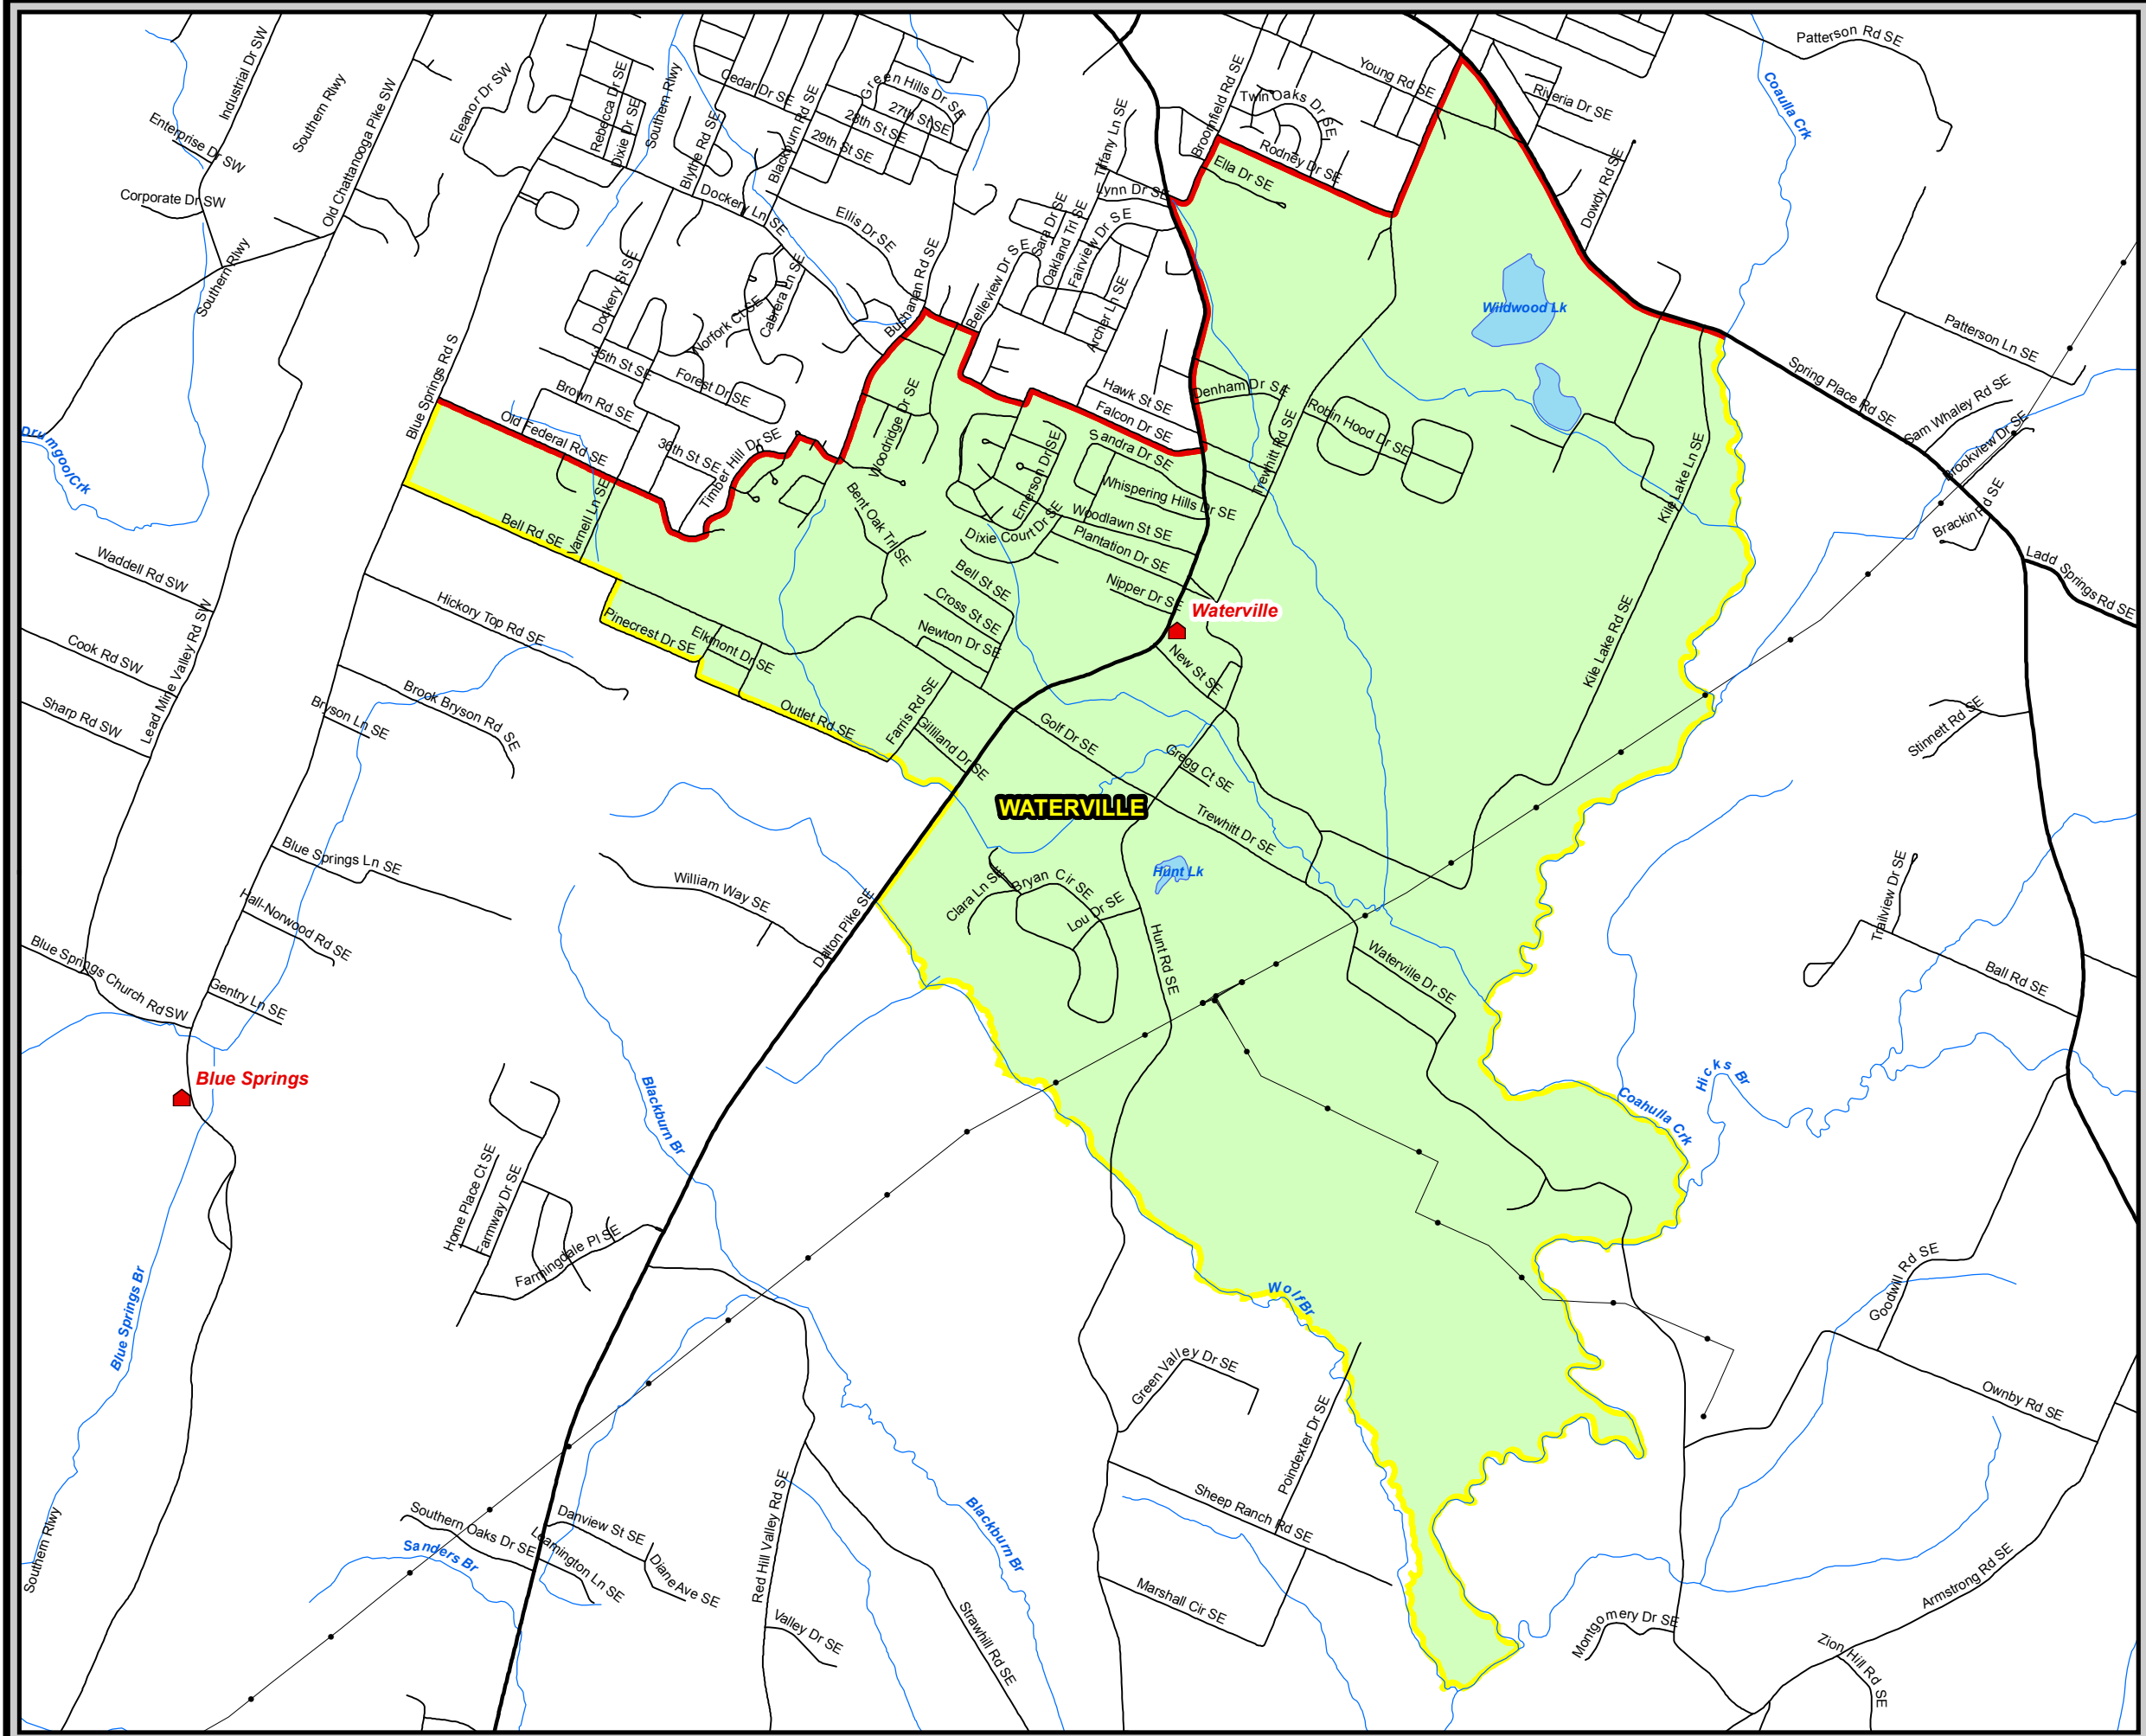 Patterson Rd SE
Industrial Dr SW
Southern Rlwy
Old Chattanooga Pike SW
Eleanor Dr SW
Rebecca Dr SE
Dixie Dr SE
Southern Rlwy
Cedar Dr SE
Green Hills Dr SE
27th St SE
28th St SE
29th St SE
Blackburn Rd SE
Blythe Rd SE
Broomfield Rd SE
Twin Oaks Dr SE
Young Rd SE
Riveria Dr SE
Coaulla Crk
Enterprise Dr SW
Corporate Dr SW
Southern Rlwy
Dockery Ln SE
Ellis Dr SE
Tiffany Ln SE
Lynn Dr SE
Rodney Dr SE
Ella Dr SE
Dowdy Rd SE
Dockery St SE
Norfork Ct SE
Cabrera Ln SE
Buchanan Rd SE
Belleview Dr SE
Sara Dr SE
Oakland Trl SE
Fairview Dr SE
Archer Ln SE
Wildwood Lk
Patterson Ln SE
Spring Place Rd SE
Sam Whaley Rd SE
Brookview Dr SE
Brackin Rd SE
Ladd Springs Rd SE
Blue Springs Rd S
35th St SE
Forest Dr SE
Brown Rd SE
Old Federal Rd SE
36th St SE
Timber Hill Dr SE
Woodridge Dr SE
Hawk St SE
Falcon Dr SE
Denham Dr SE
Robin Hood Dr SE
Trewhitt Rd SE
Sandra Dr SE
Whispering Hills Dr SE
Emerson Dr SE
Woodlawn St SE
Dixie Court Dr SE
Plantation Dr SE
Nipper Dr SE
Kile Lake Ln SE
Kile Lake Rd SE
Drumgool Crk
Bell Rd SE
Varnell Ln SE
Bent Oak Trl SE
Bell St SE
Cross St SE
Newton Dr SE
Waterville
New St SE
Waddell Rd SW
Cook Rd SW
Sharp Rd SW
Lead Mine Valley Rd SW
Hickory Top Rd SE
Pinecrest Dr SE
Elkmont Dr SE
Outlet Rd SE
Farris Rd SE
Gilliland Dr SE
Golf Dr SE
Gregg Ct SE
Trewhitt Dr SE
Stinnett Rd SE
Brook Bryson Rd SE
Bryson Ln SE
WATERVILLE
Hunt Lk
Blue Springs Ln SE
Hall-Norwood Rd SE
William Way SE
Dalton Pike SE
Clara Ln SE
Bryan Cir SE
Lou Dr SE
Hunt Rd SE
Waterville Dr SE
Trailview Dr SE
Ball Rd SE
Blue Springs Church Rd SW
Gentry Ln SE
Blue Springs
Blackburn Br
Coahulla Crk
Hicks Br
Home Place Ct SE
Farmway Dr SE
Farmingdale Pl SE
Blue Springs Br
Wolf Br
Goodwill Rd SE
Green Valley Dr SE
Poindexter Dr SE
Ownby Rd SE
Sheep Ranch Rd SE
Southern Rlwy
Southern Oaks Dr SE
Sanders Br
Leamington Ln SE
Danview St SE
Diane Ave SE
Red Hill Valley Rd SE
Valley Dr SE
Blackburn Br
Strawhill Rd SE
Marshall Cir SE
Montgomery Dr SE
Armstrong Rd SE
Zion Hill Rd SE